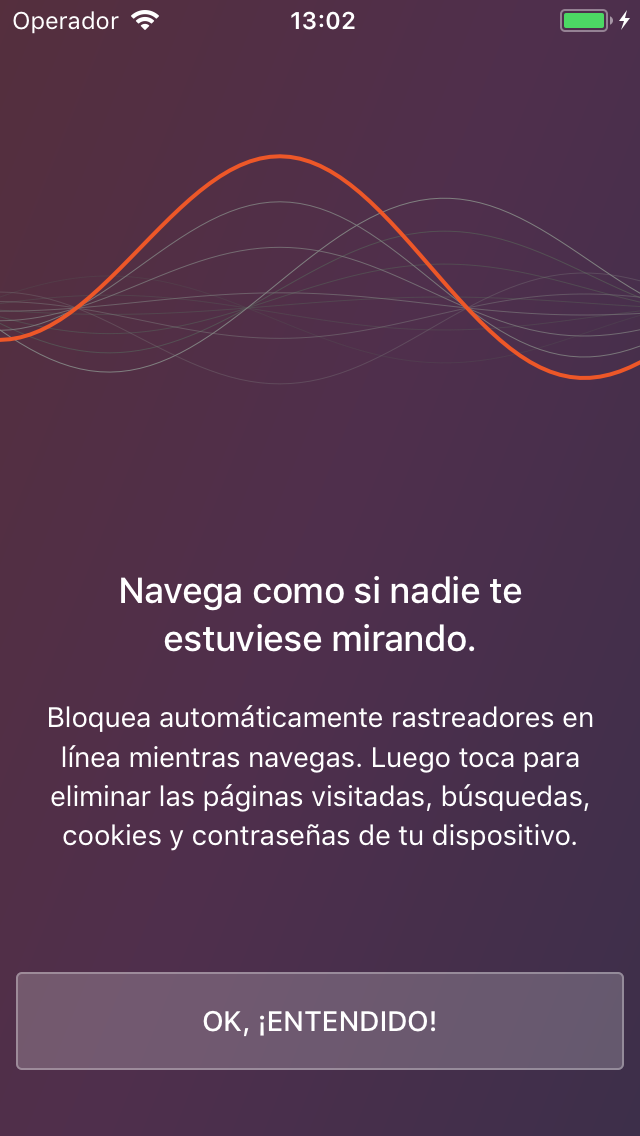 Operador 13:02
Navega como si nadie te
estuviese mirando.
Bloquea automáticamente rastreadores en
línea mientras navegas. Luego toca para
eliminar las páginas visitadas, búsquedas,
cookies y contraseñas de tu dispositivo.
OK, ¡ENTENDIDO!